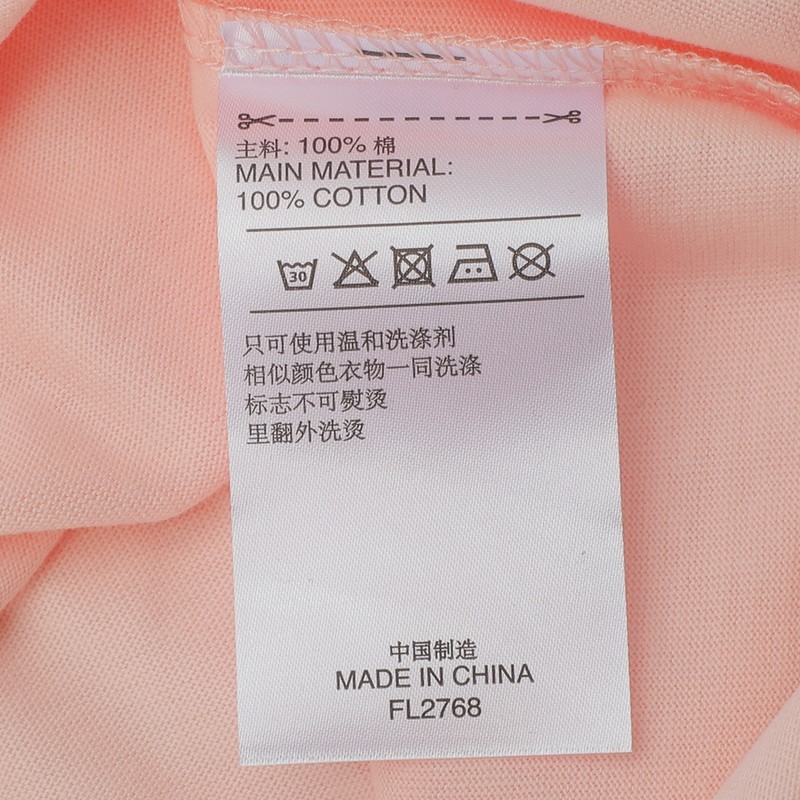 主料: 100% 棉
MAIN MATERIAL:
100% COTTON
30
只可使用温和洗涤剂
相似颜色衣物一同洗涤
标志不可熨烫
里翻外洗烫
中国制造
MADE IN CHINA
FL2768